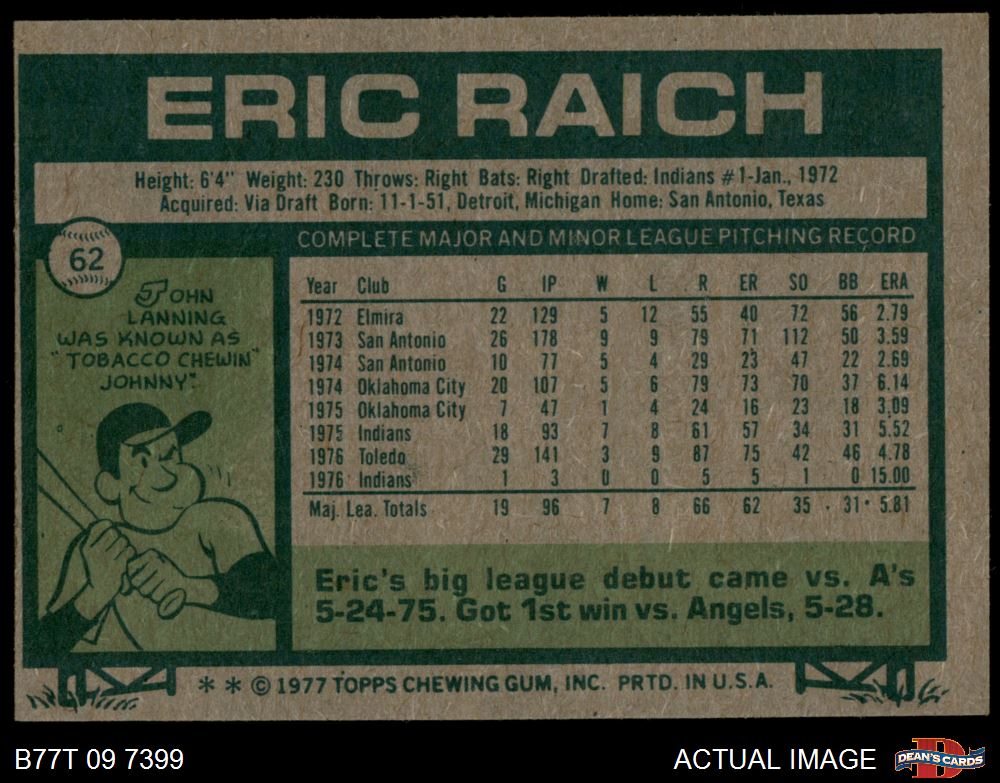 ERIC RAICH
Height: 6'4" Weight: 230 Throws: Right Bats: Right Drafted: Indians #1-Jan., 1972
Acquired: Via Draft Born: 11-1-51, Detroit, Michigan Home: San Antonio, Texas
62
COMPLETE MAJOR AND MINOR LEAGUE PITCHING RECORD
JOHN
LANNING
WAS KNOWN AS
"TOBACCO CHEWIN'
JOHNNY".
Year Club G IP W L R ER SO BB ERA
1972 Elmira 22 129 5 12 55 40 72 56 2.79
1973 San Antonio 26 178 9 9 79 71 112 50 3.59
1974 San Antonio 10 77 5 4 29 23 47 22 2.69
1974 Oklahoma City 20 107 5 6 79 73 70 37 6.14
1975 Oklahoma City 7 47 1 4 24 16 23 18 3.09
1975 Indians 18 93 7 8 61 57 34 31 5.52
1976 Toledo 29 141 3 9 87 75 42 46 4.78
1976 Indians 1 3 0 0 5 5 1 0 15.00
Maj. Lea. Totals 19 96 7 8 66 62 35 31 5.81
Eric's big league debut came vs. A's
5-24-75. Got 1st win vs. Angels, 5-28.
** © 1977 TOPPS CHEWING GUM, INC. PRTD. IN U.S.A.
B77T 09 7399
ACTUAL IMAGE
D
DEAN'S CARDS